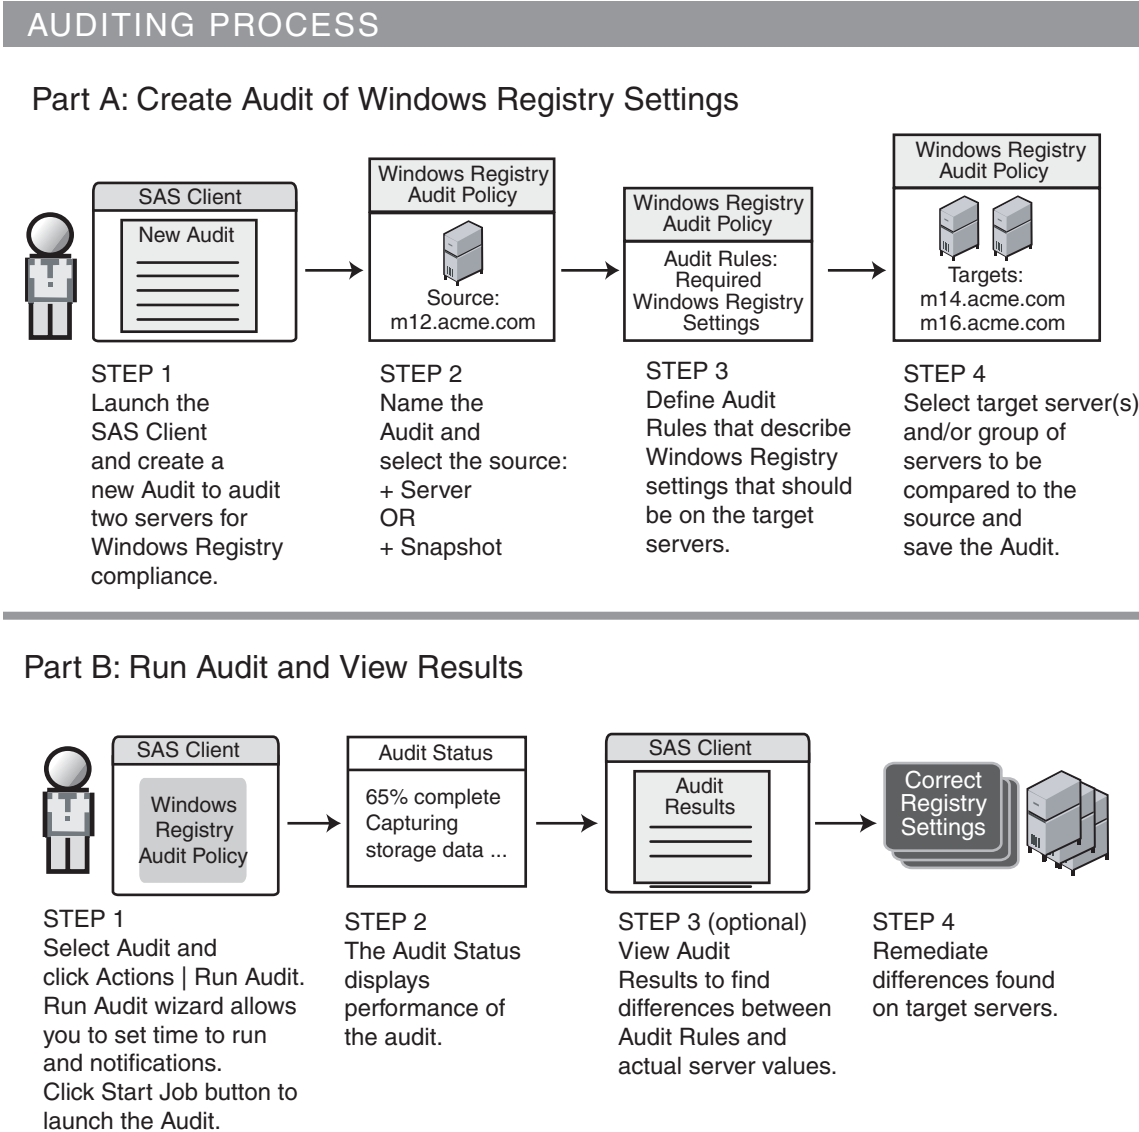 AUDITING PROCESS
Part A: Create Audit of Windows Registry Settings
SAS Client
New Audit
Windows Registry
Audit Policy
Source:
m12.acme.com
Windows Registry
Audit Policy
Audit Rules:
Required
Windows Registry
Settings
Windows Registry
Audit Policy
Targets:
m14.acme.com
m16.acme.com
STEP 1
Launch the
SAS Client
and create a
new Audit to audit
two servers for
Windows Registry
compliance.
STEP 2
Name the
Audit and
select the source:
+ Server
OR
+ Snapshot
STEP 3
Define Audit
Rules that describe
Windows Registry
settings that should
be on the target
servers.
STEP 4
Select target server(s)
and/or group of
servers to be
compared to the
source and
save the Audit.
Part B: Run Audit and View Results
SAS Client
Windows
Registry
Audit Policy
Audit Status
65% complete
Capturing
storage data ...
SAS Client
Audit
Results
Correct
Registry
Settings
STEP 1
Select Audit and
click Actions | Run Audit.
Run Audit wizard allows
you to set time to run
and notifications.
Click Start Job button to
launch the Audit.
STEP 2
The Audit Status
displays
performance of
the audit.
STEP 3 (optional)
View Audit
Results to find
differences between
Audit Rules and
actual server values.
STEP 4
Remediate
differences found
on target servers.